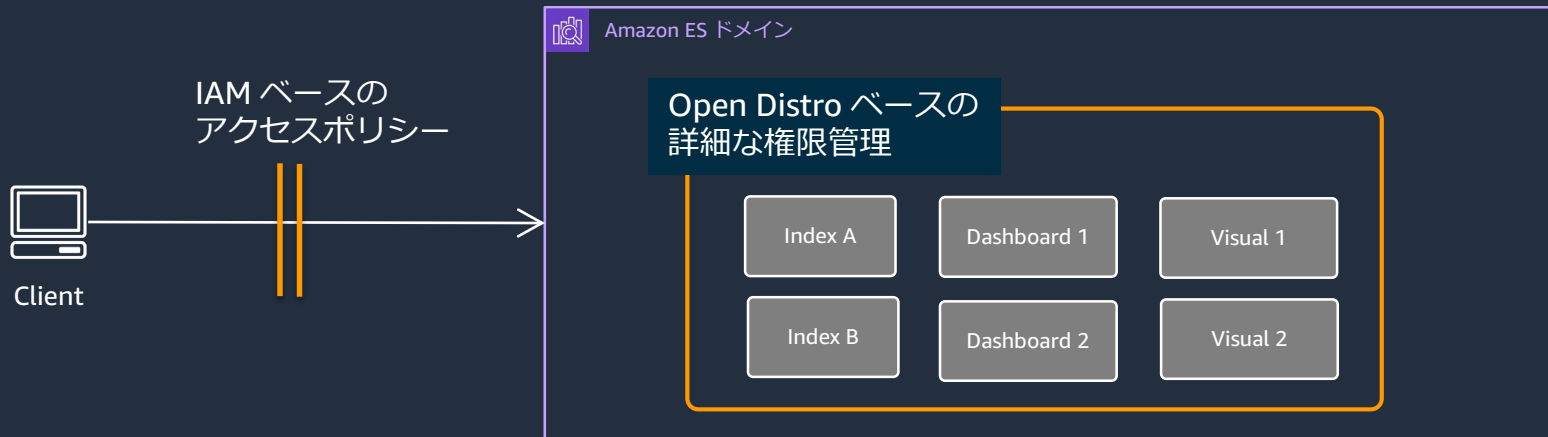 Amazon ES ドメイン
IAM ベースの
アクセスポリシー
Open Distro ベースの
詳細な権限管理
Client
Index A
Dashboard 1
Visual 1
Index B
Dashboard 2
Visual 2